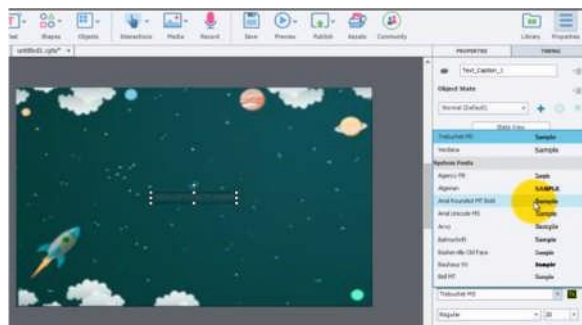 Text Shapes Objects Interactions Media Record Save Preview Publish Assets Community Library Properties
untitled1.cptx*
PROPERTIES TIMING
Text_Caption_1
Object State
Normal (Default)
State View
Trebuchet MS Sample
Verdana Sample
System Fonts
Agency FB Sample
Algerian SAMPLE
Arial Rounded MT Bold Sample
Arial Unicode MS Sample
Arvo Sample
Bahnschrift Sample
Baskerville Old Face Sample
Bauhaus 93 Sample
Bell MT Sample
Trebuchet MS
Regular